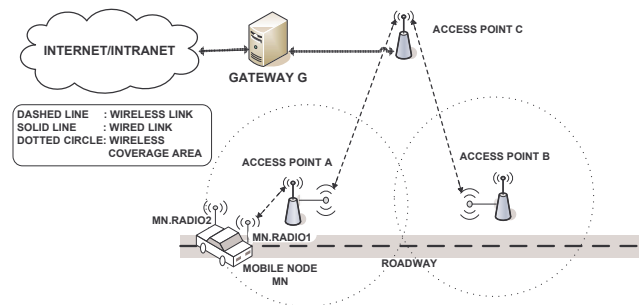 INTERNET/INTRANET
GATEWAY G
ACCESS POINT C
DASHED LINE : WIRELESS LINK
SOLID LINE : WIRED LINK
DOTTED CIRCLE: WIRELESS
COVERAGE AREA
ACCESS POINT A
ACCESS POINT B
MN.RADIO2
MN.RADIO1
MOBILE NODE
MN
ROADWAY